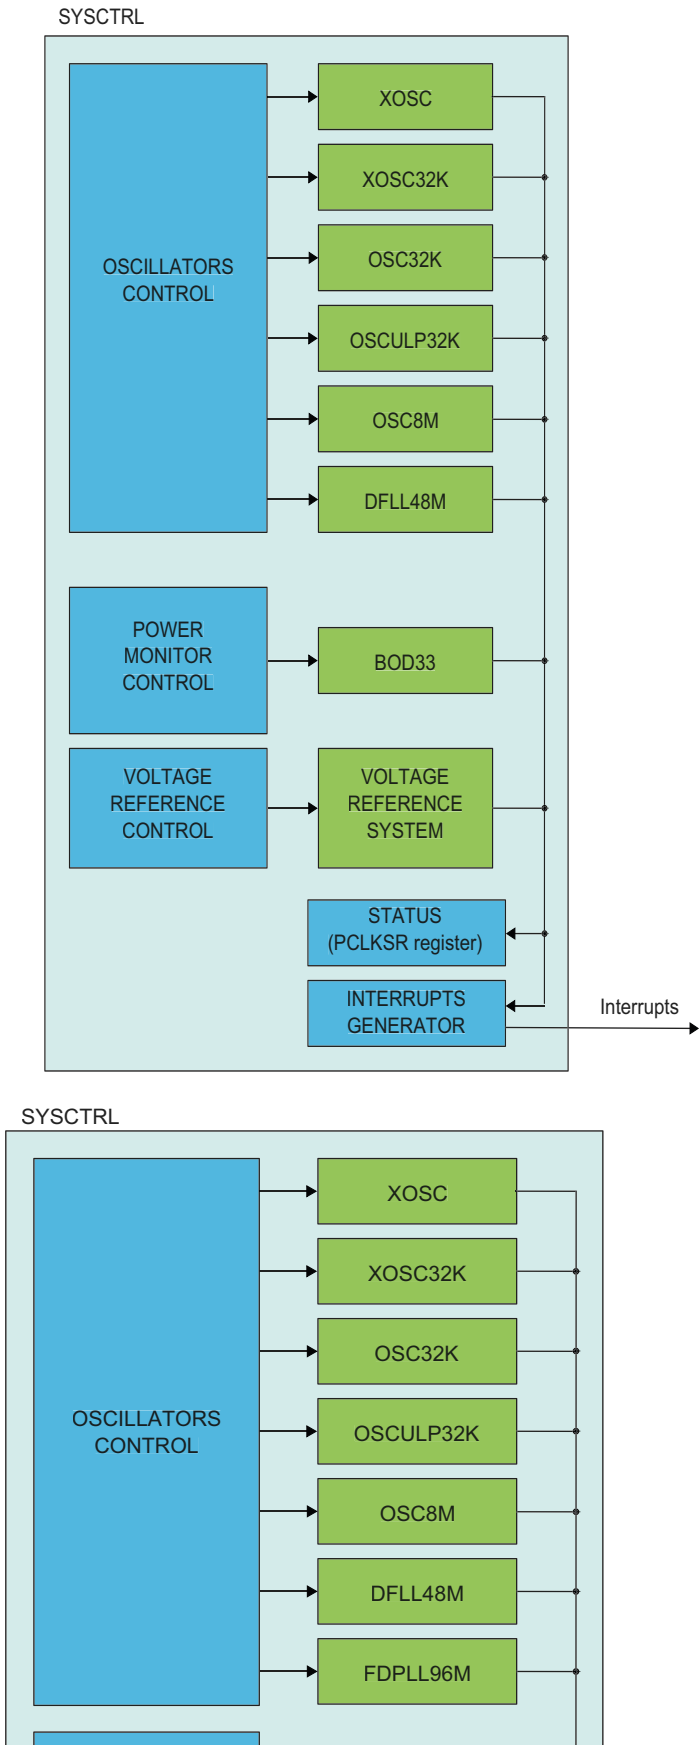 SYSCTRL
XOSC
XOSC32K
OSCILLATORS
CONTROL
OSC32K
OSCULP32K
OSC8M
DFLL48M
POWER
MONITOR
CONTROL
BOD33
VOLTAGE
REFERENCE
CONTROL
VOLTAGE
REFERENCE
SYSTEM
STATUS
(PCLKSR register)
INTERRUPTS
GENERATOR
Interrupts
SYSCTRL
XOSC
XOSC32K
OSC32K
OSCILLATORS
CONTROL
OSCULP32K
OSC8M
DFLL48M
FDPLL96M